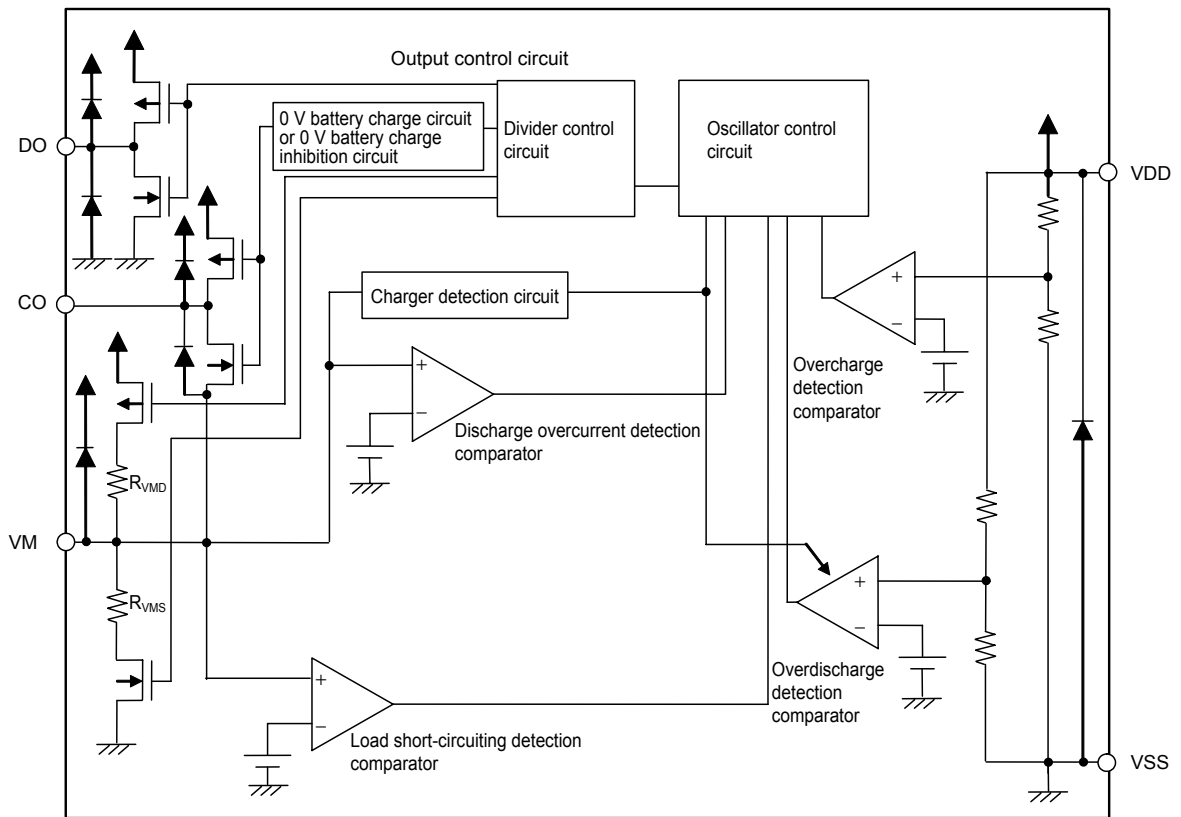 Output control circuit
DO
0 V battery charge circuit
or 0 V battery charge
inhibition circuit
Divider control
circuit
Oscillator control
circuit
VDD
CO
Charger detection circuit
+
−
Overcharge
detection
comparator
+
−
Discharge overcurrent detection
comparator
RVMD
VM
RVMS
+
−
Overdischarge
detection
comparator
+
−
Load short-circuiting detection
comparator
VSS